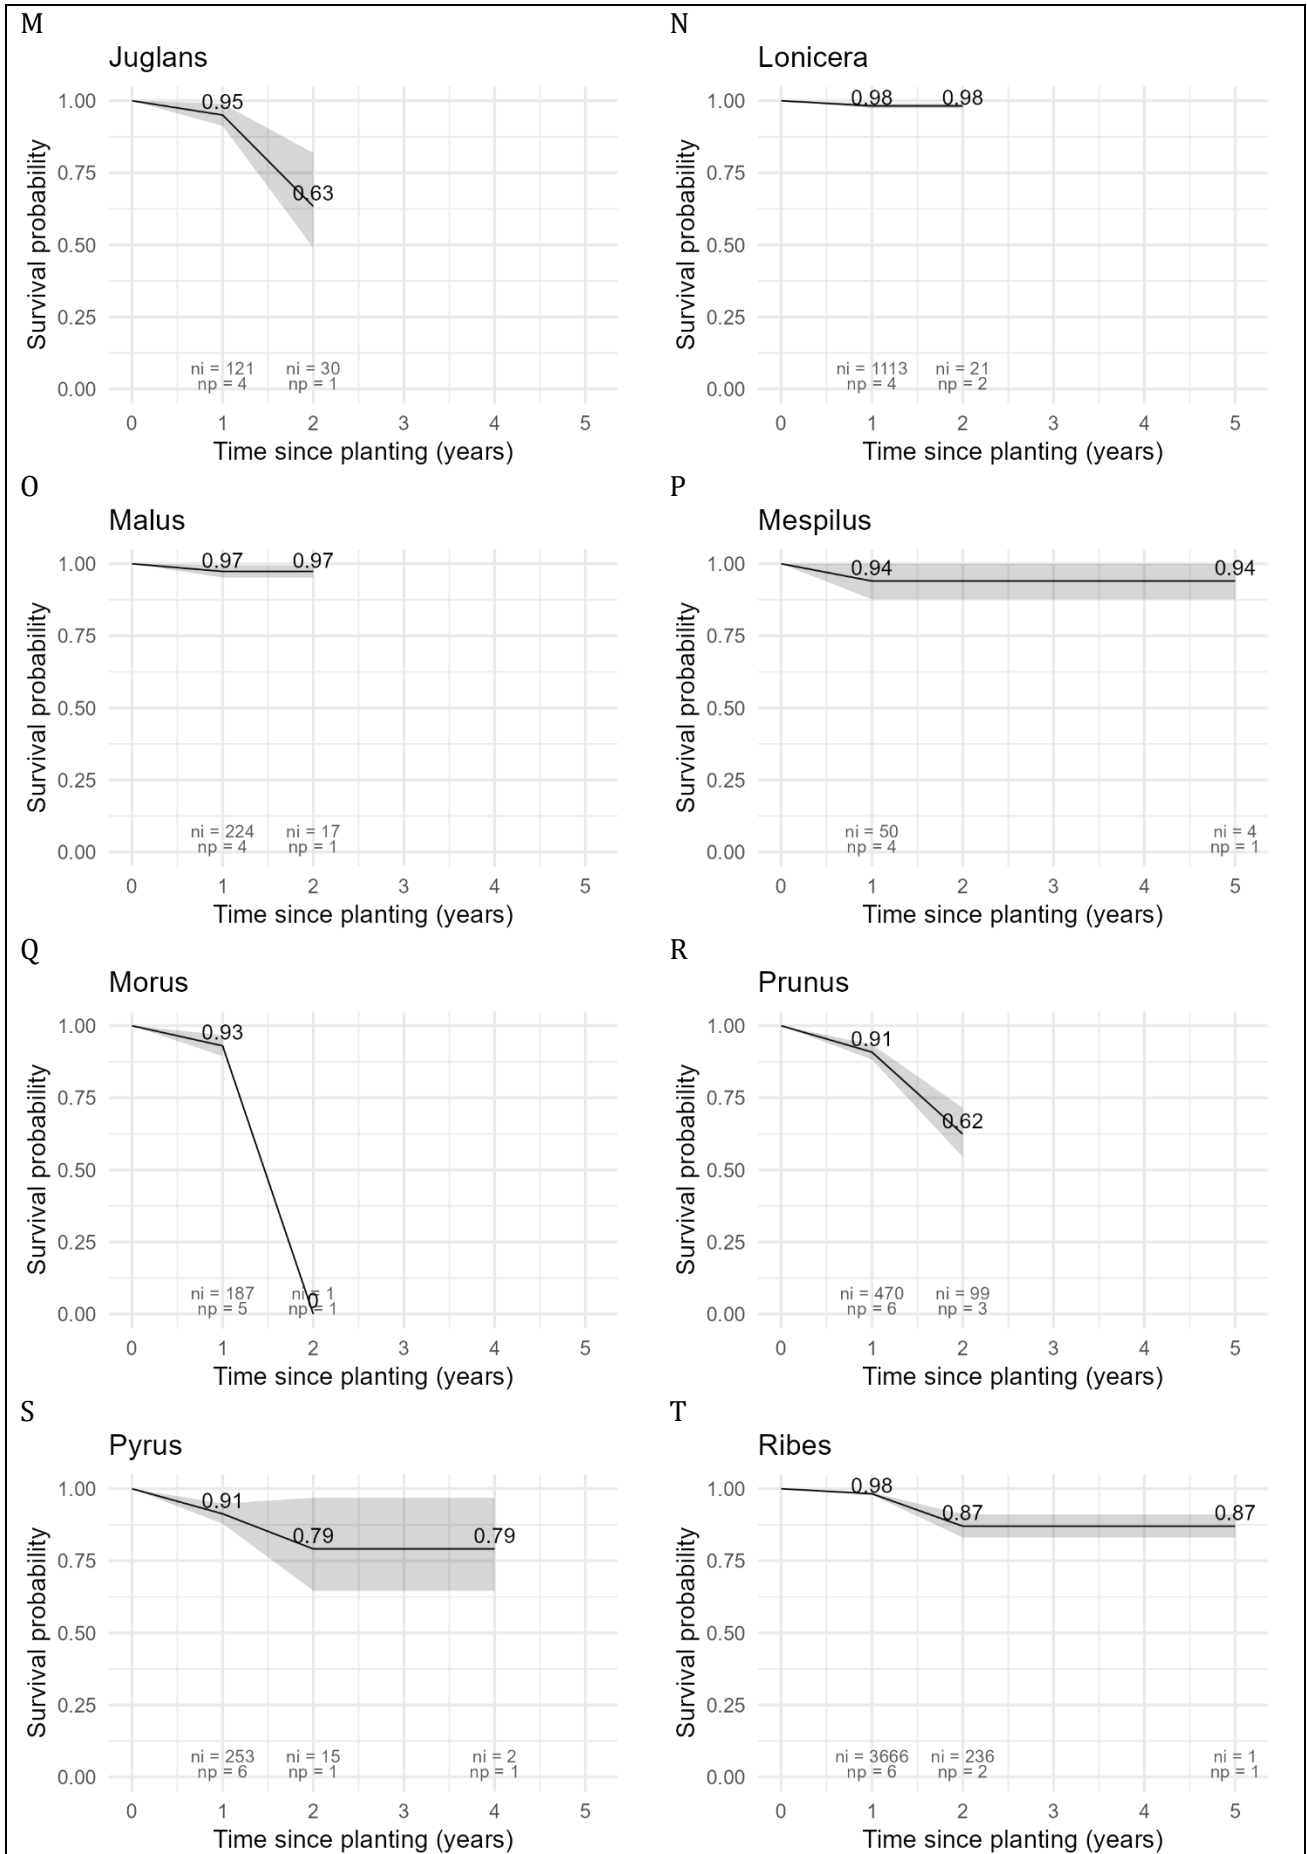 M
Juglans
Survival probability
1.00
0.75
0.50
0.25
0.00
0.95
0.63
ni = 121
np = 4
ni = 30
np = 1
0 1 2 3 4 5
Time since planting (years)
N
Lonicera
Survival probability
1.00
0.75
0.50
0.25
0.00
0.98 0.98
ni = 1113
np = 4
ni = 21
np = 2
0 1 2 3 4 5
Time since planting (years)
O
Malus
Survival probability
1.00
0.75
0.50
0.25
0.00
0.97 0.97
ni = 224
np = 4
ni = 17
np = 1
0 1 2 3 4 5
Time since planting (years)
P
Mespilus
Survival probability
1.00
0.75
0.50
0.25
0.00
0.94 0.94
ni = 50
np = 4
ni = 4
np = 1
0 1 2 3 4 5
Time since planting (years)
Q
Morus
Survival probability
1.00
0.75
0.50
0.25
0.00
0.93
0
ni = 187
np = 5
ni = 1
np = 1
0 1 2 3 4 5
Time since planting (years)
R
Prunus
Survival probability
1.00
0.75
0.50
0.25
0.00
0.91
0.62
ni = 470
np = 6
ni = 99
np = 3
0 1 2 3 4 5
Time since planting (years)
S
Pyrus
Survival probability
1.00
0.75
0.50
0.25
0.00
0.91
0.79 0.79
ni = 253
np = 6
ni = 15
np = 1
ni = 2
np = 1
0 1 2 3 4 5
Time since planting (years)
T
Ribes
Survival probability
1.00
0.75
0.50
0.25
0.00
0.98
0.87 0.87
ni = 3666
np = 6
ni = 236
np = 2
ni = 1
np = 1
0 1 2 3 4 5
Time since planting (years)